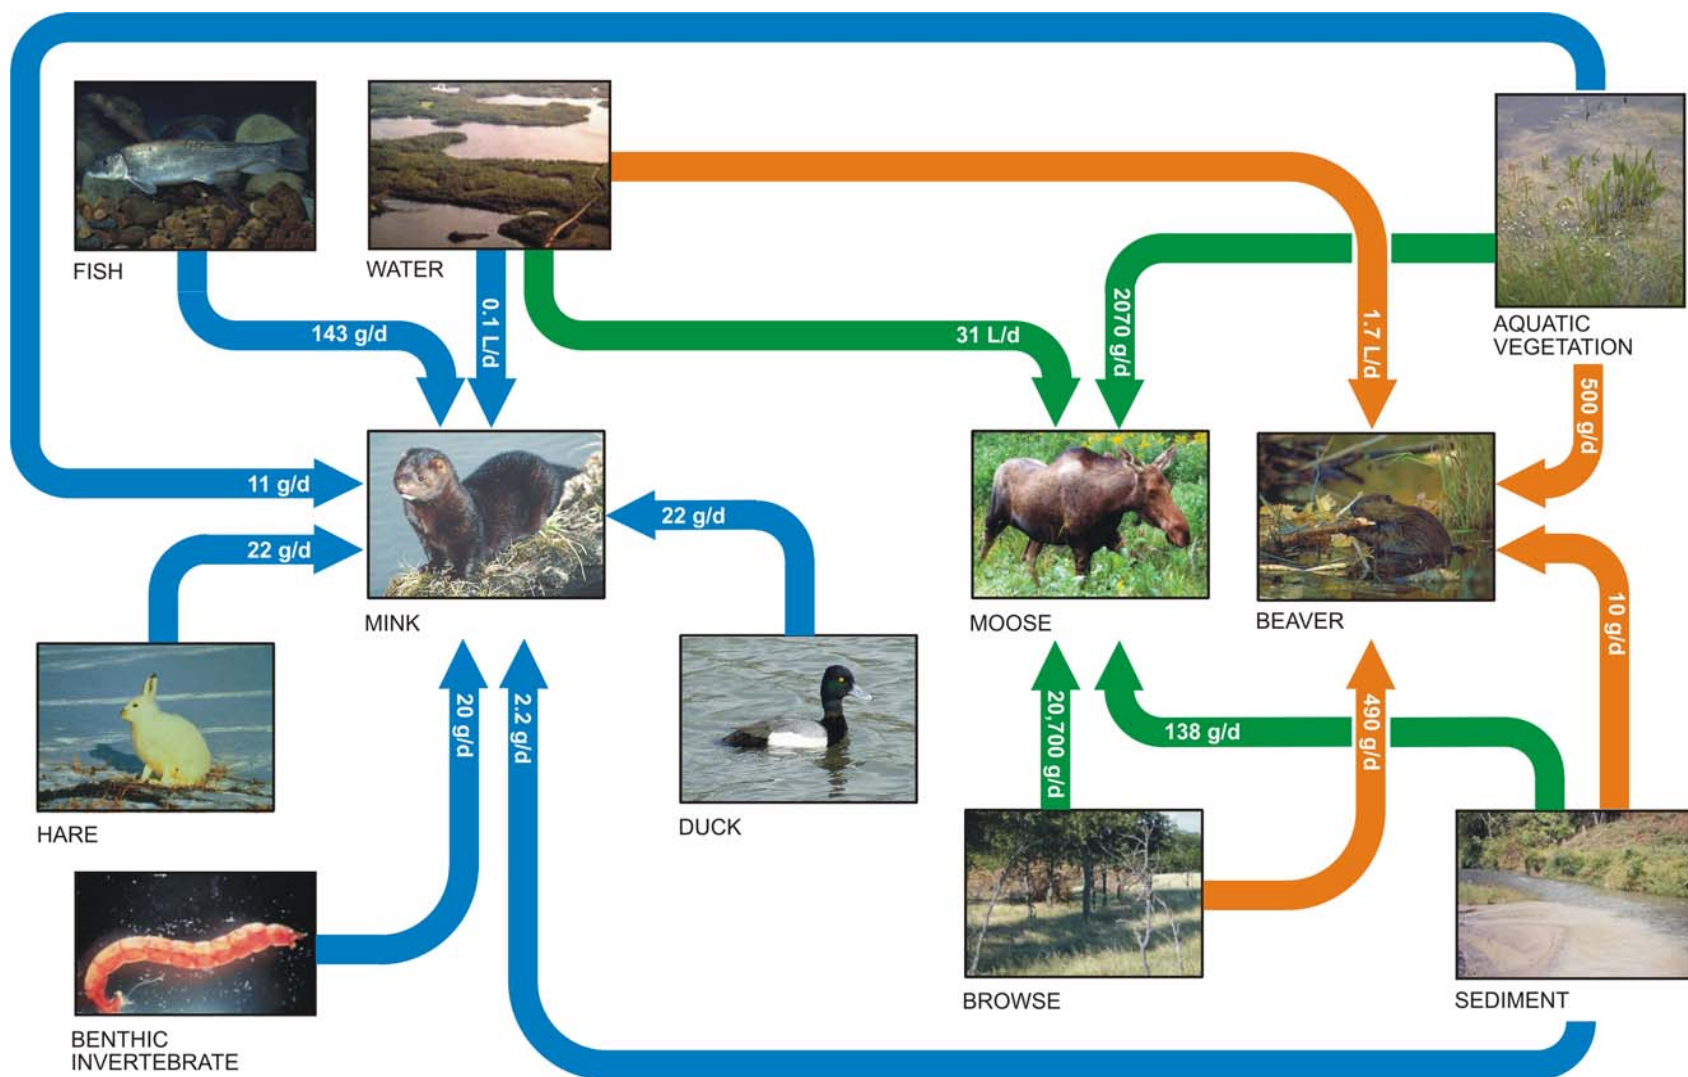 FISH
WATER
143 g/d
0.1 L/d
31 L/d
2070 g/d
1.7 L/d
AQUATIC
VEGETATION
500 g/d
11 g/d
22 g/d
22 g/d
MINK
MOOSE
BEAVER
10 g/d
20 g/d
2.2 g/d
20,700 g/d
138 g/d
490 g/d
HARE
DUCK
BROWSE
SEDIMENT
BENTHIC
INVERTEBRATE